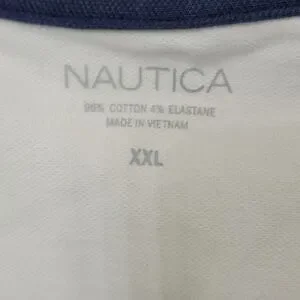 NAUTICA
96% COTTON 4% ELASTANE
MADE IN VIETNAM
XXL